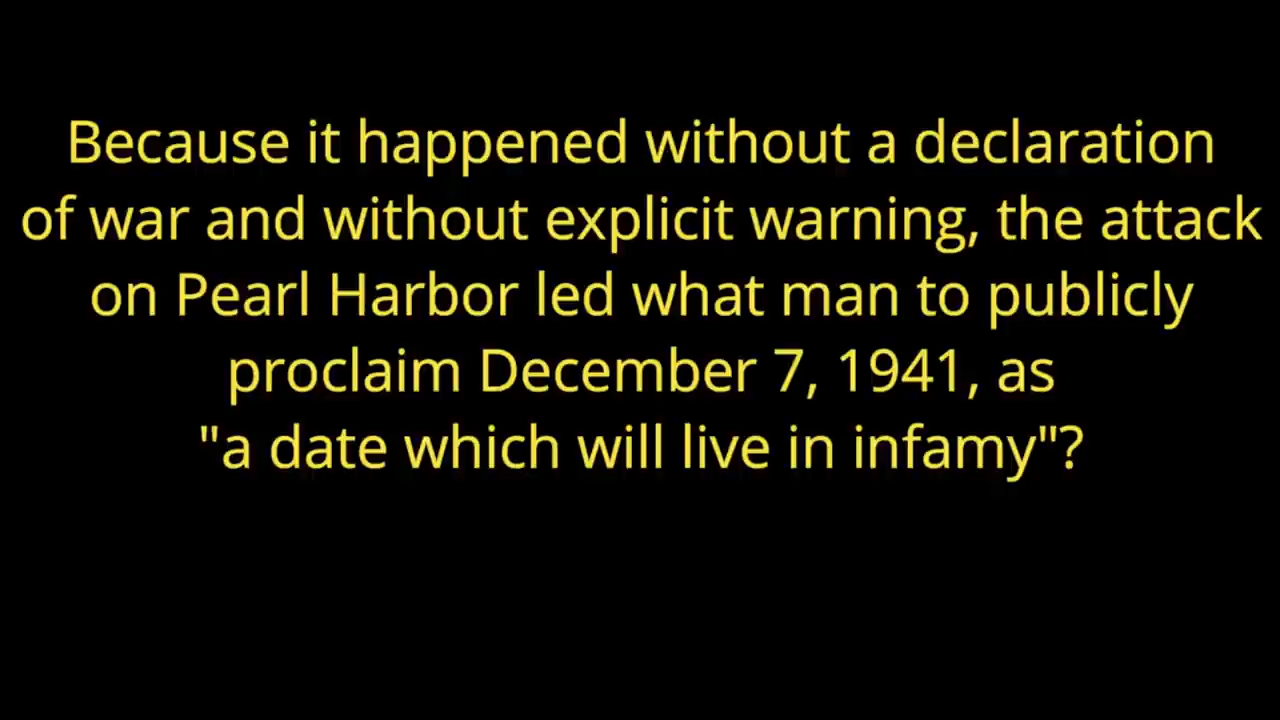 Because it happened without a declaration
of war and without explicit warning, the attack
on Pearl Harbor led what man to publicly
proclaim December 7, 1941, as
"a date which will live in infamy"?